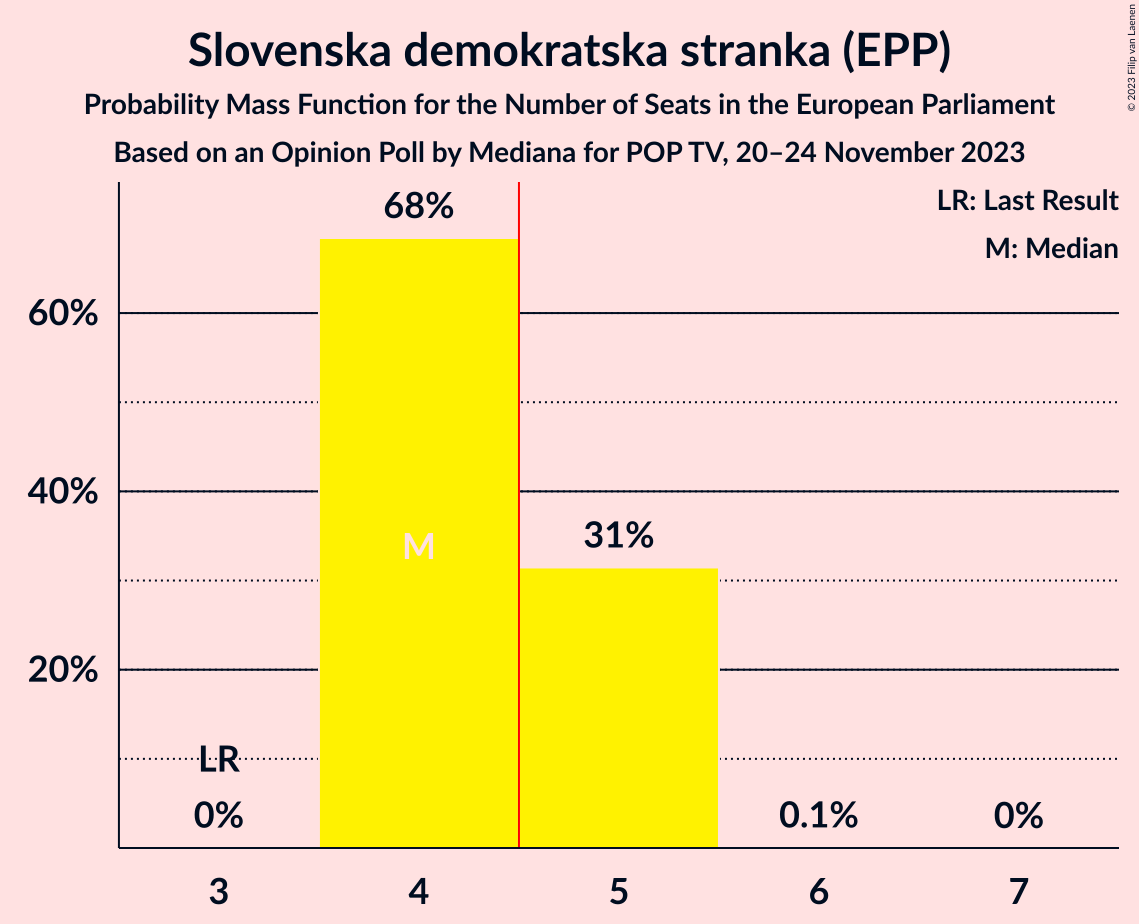 Slovenska demokratska stranka (EPP)
Probability Mass Function for the Number of Seats in the European Parliament
Based on an Opinion Poll by Mediana for POP TV, 20–24 November 2023
© 2023 Filip van Laenen
LR: Last Result
M: Median
68%
60%
40%
31%
M
20%
LR
0%
0.1%
0%
3
4
5
6
7